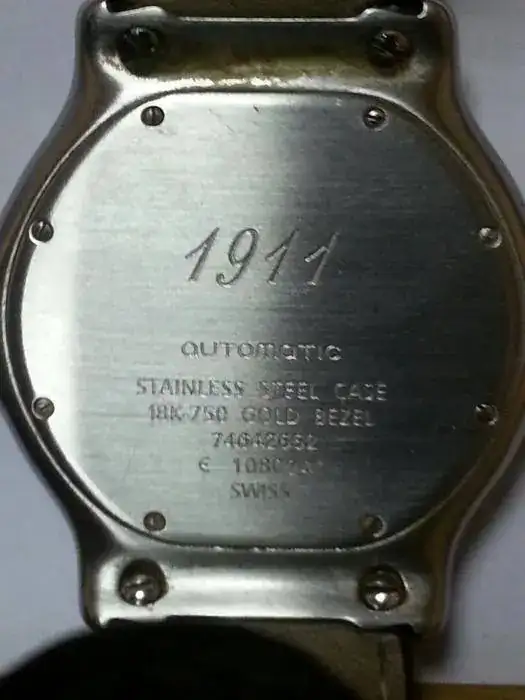 1911
automatic
STAINLESS STEEL CASE
18K-750 GOLD BEZEL
74642652
SWISS